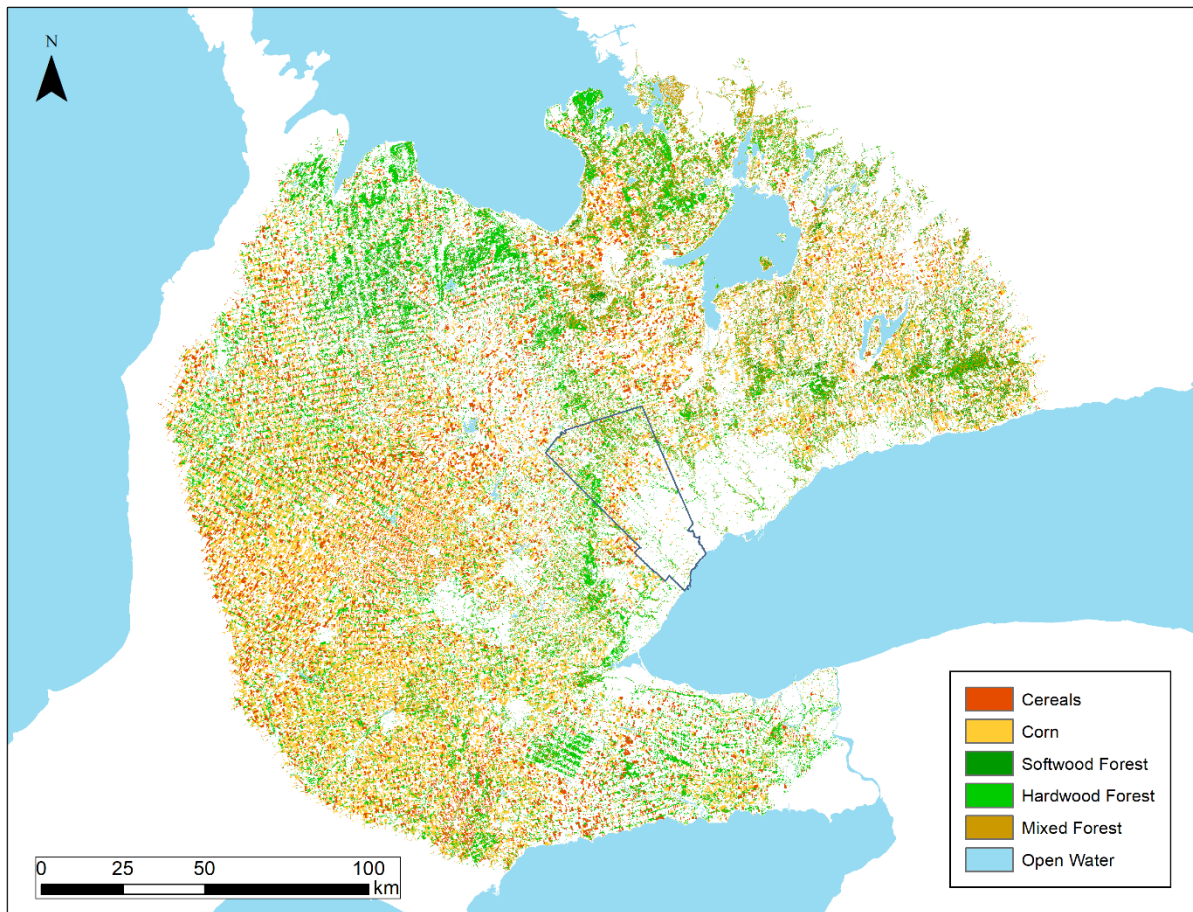 N
Cereals
Corn
Softwood Forest
Hardwood Forest
Mixed Forest
Open Water
0 25 50 100
km